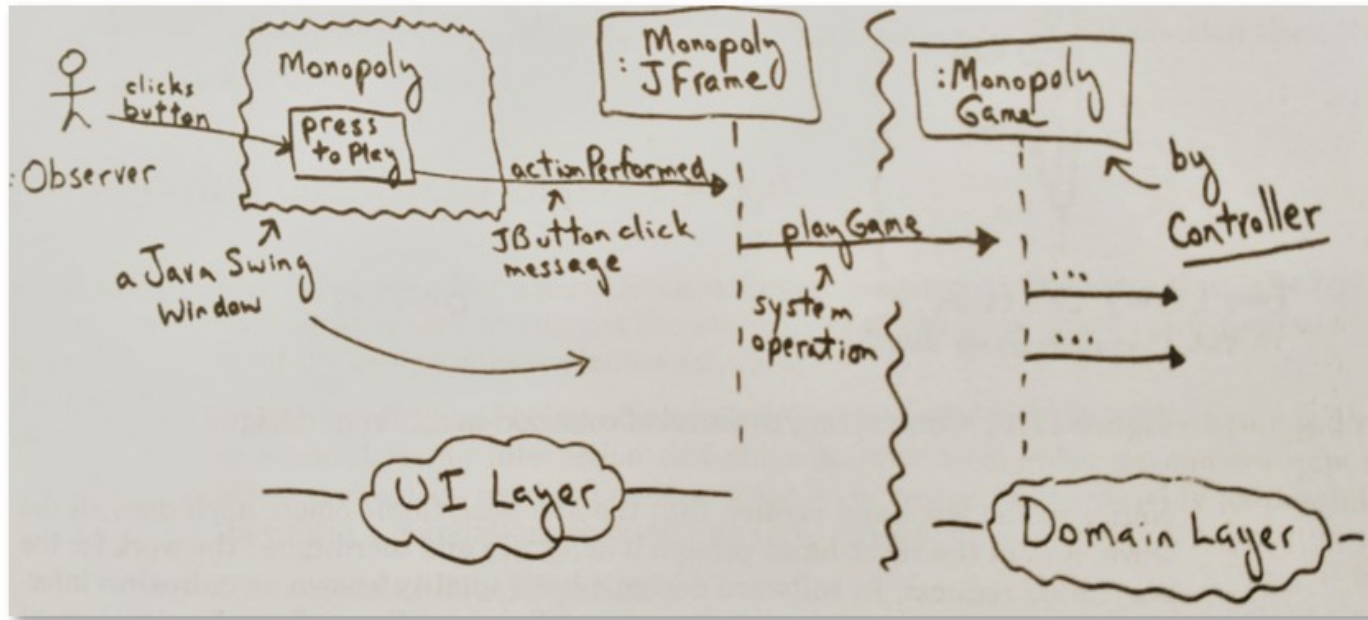 clicks
button
:Observer
Monopoly
press
to Play
a Java Swing
Window
actionPerformed
JButton click
message
Monopoly
: JFrame
playGame
system
operation
:Monopoly
Game
by
Controller
...
...
UI Layer
Domain Layer